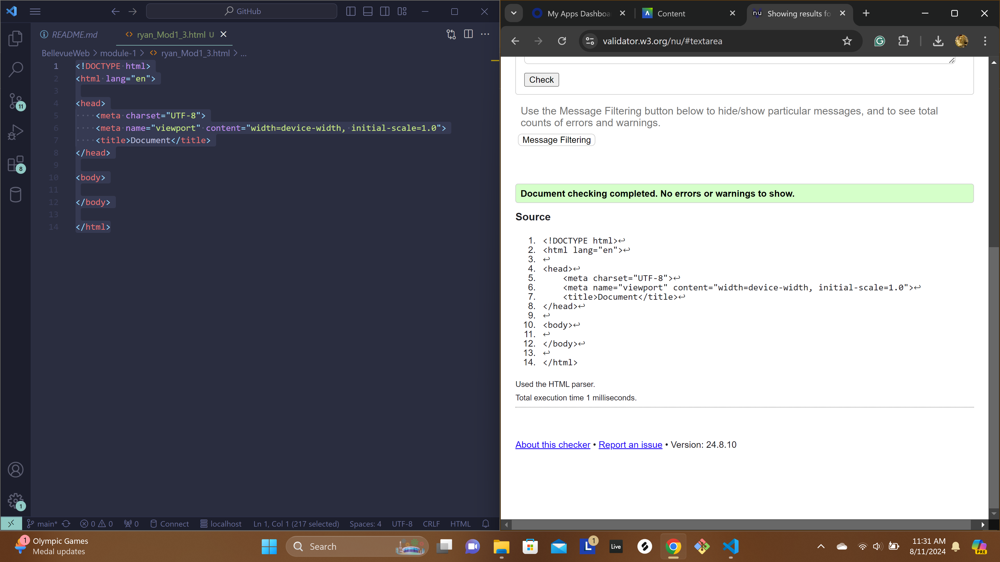 GitHub
README.md
ryan_Mod1_3.html U
BellevueWeb > module-1 > ryan_Mod1_3.html > ...
1 <!DOCTYPE html>
2 <html lang="en">
3
4 <head>
5 <meta charset="UTF-8">
6 <meta name="viewport" content="width=device-width, initial-scale=1.0">
7 <title>Document</title>
8 </head>
9
10 <body>
11
12 </body>
13
14 </html>
11
8
1
main* 0 0 0 Connect localhost Ln 1, Col 1 (217 selected) Spaces: 4 UTF-8 CRLF HTML
My Apps Dashboa
Content
nu Showing results fo
validator.w3.org/nu/#textarea
Check
Use the Message Filtering button below to hide/show particular messages, and to see total
counts of errors and warnings.
Message Filtering
Document checking completed. No errors or warnings to show.
Source
1. <!DOCTYPE html>↩
2. <html lang="en">↩
3. ↩
4. <head>↩
5. <meta charset="UTF-8">↩
6. <meta name="viewport" content="width=device-width, initial-scale=1.0">↩
7. <title>Document</title>↩
8. </head>↩
9. ↩
10. <body>↩
11. ↩
12. </body>↩
13. ↩
14. </html>
Used the HTML parser.
Total execution time 1 milliseconds.
About this checker • Report an issue • Version: 24.8.10
1
Olympic Games
Medal updates
Search
L 1
Live
11:31 AM
8/11/2024
PRE